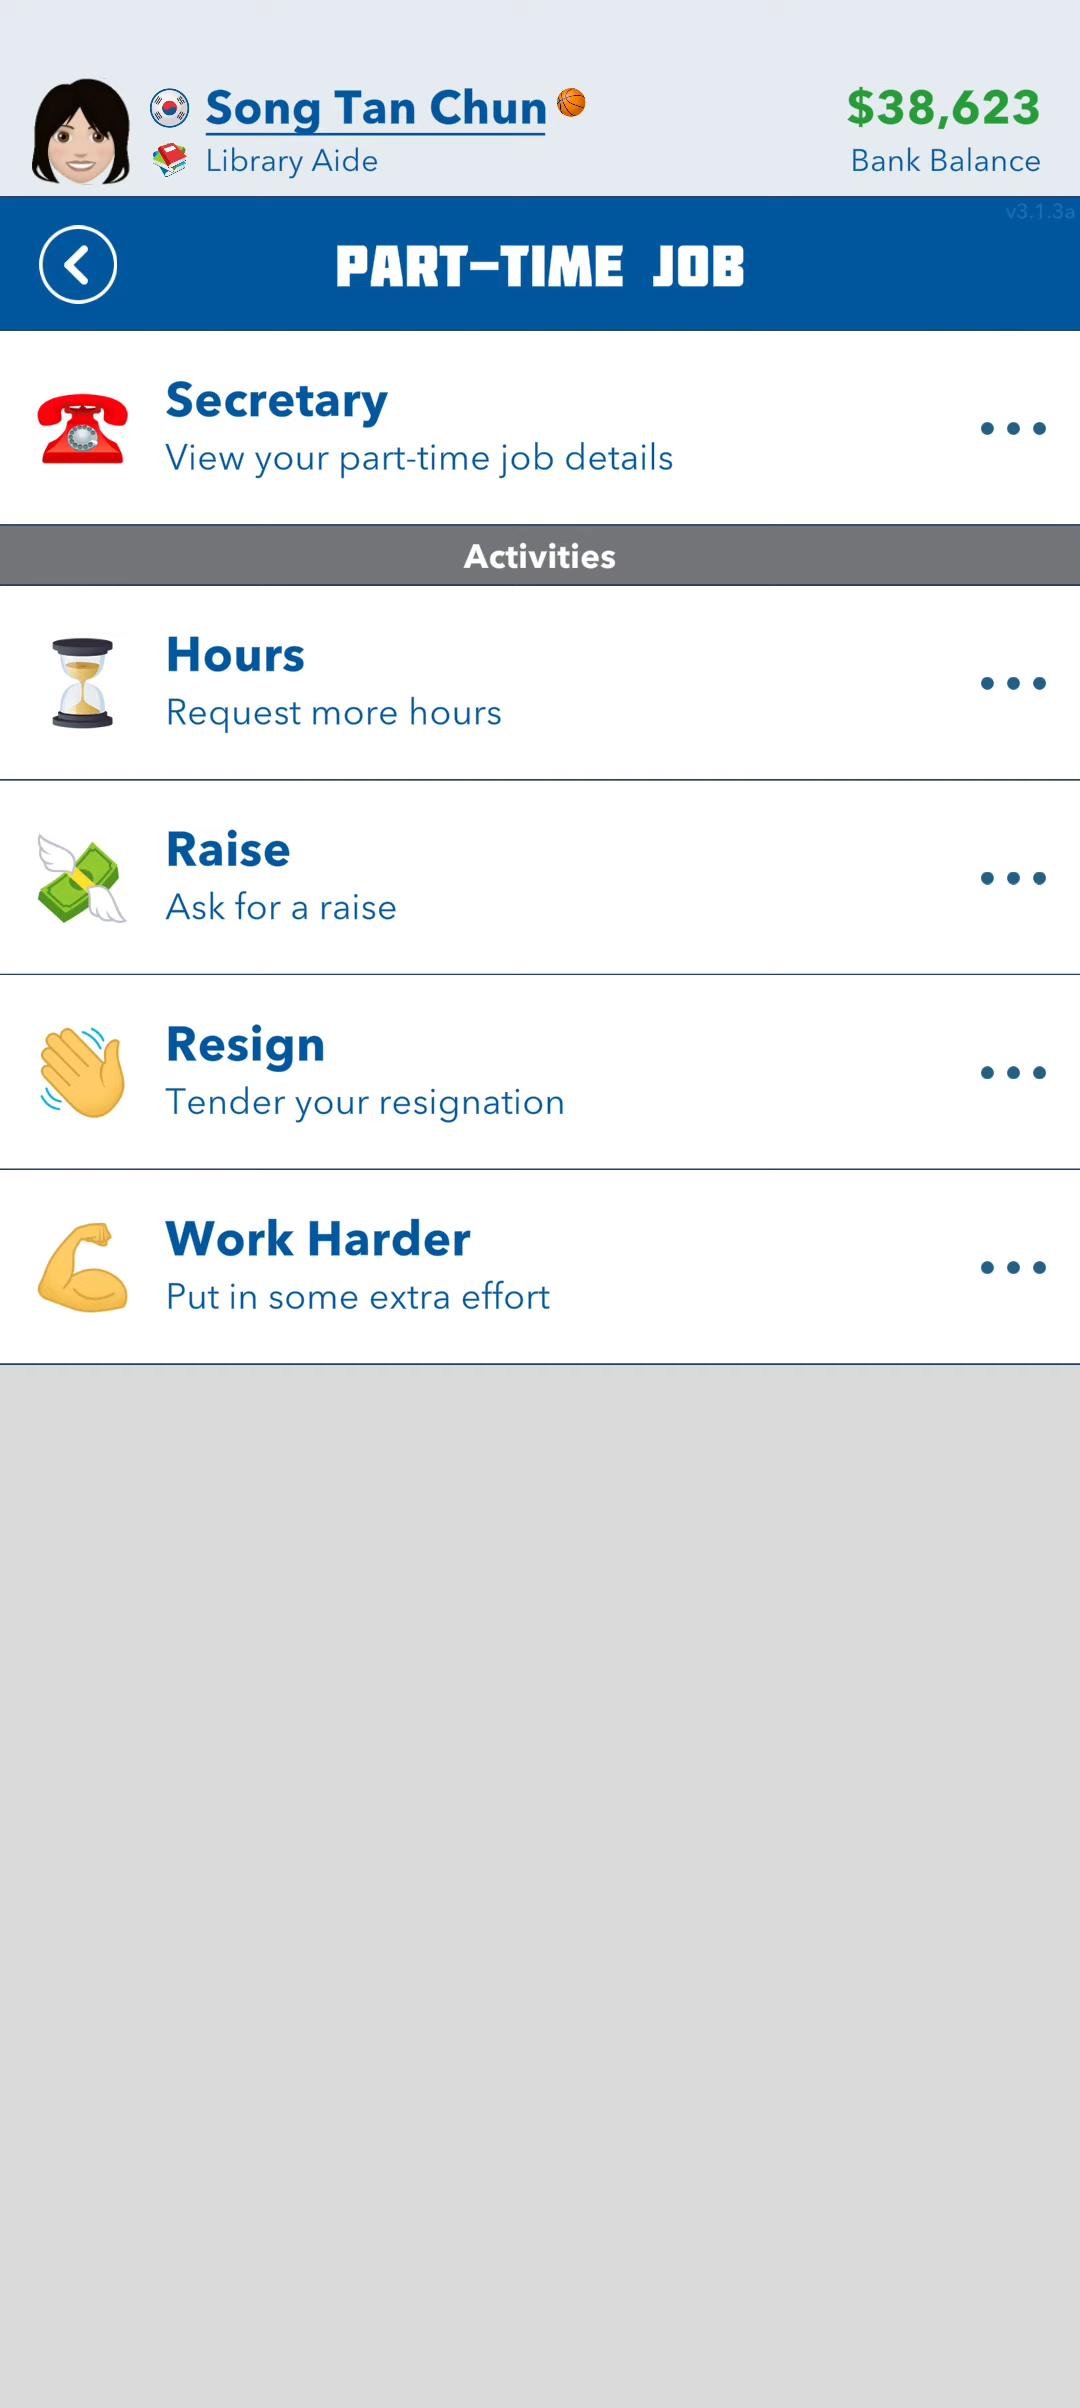 Song Tan Chun
$38,623
Library Aide
Bank Balance
v3.1.3a
PART-TIME JOB
Secretary
View your part-time job details
Activities
Hours
Request more hours
Raise
Ask for a raise
Resign
Tender your resignation
Work Harder
Put in some extra effort